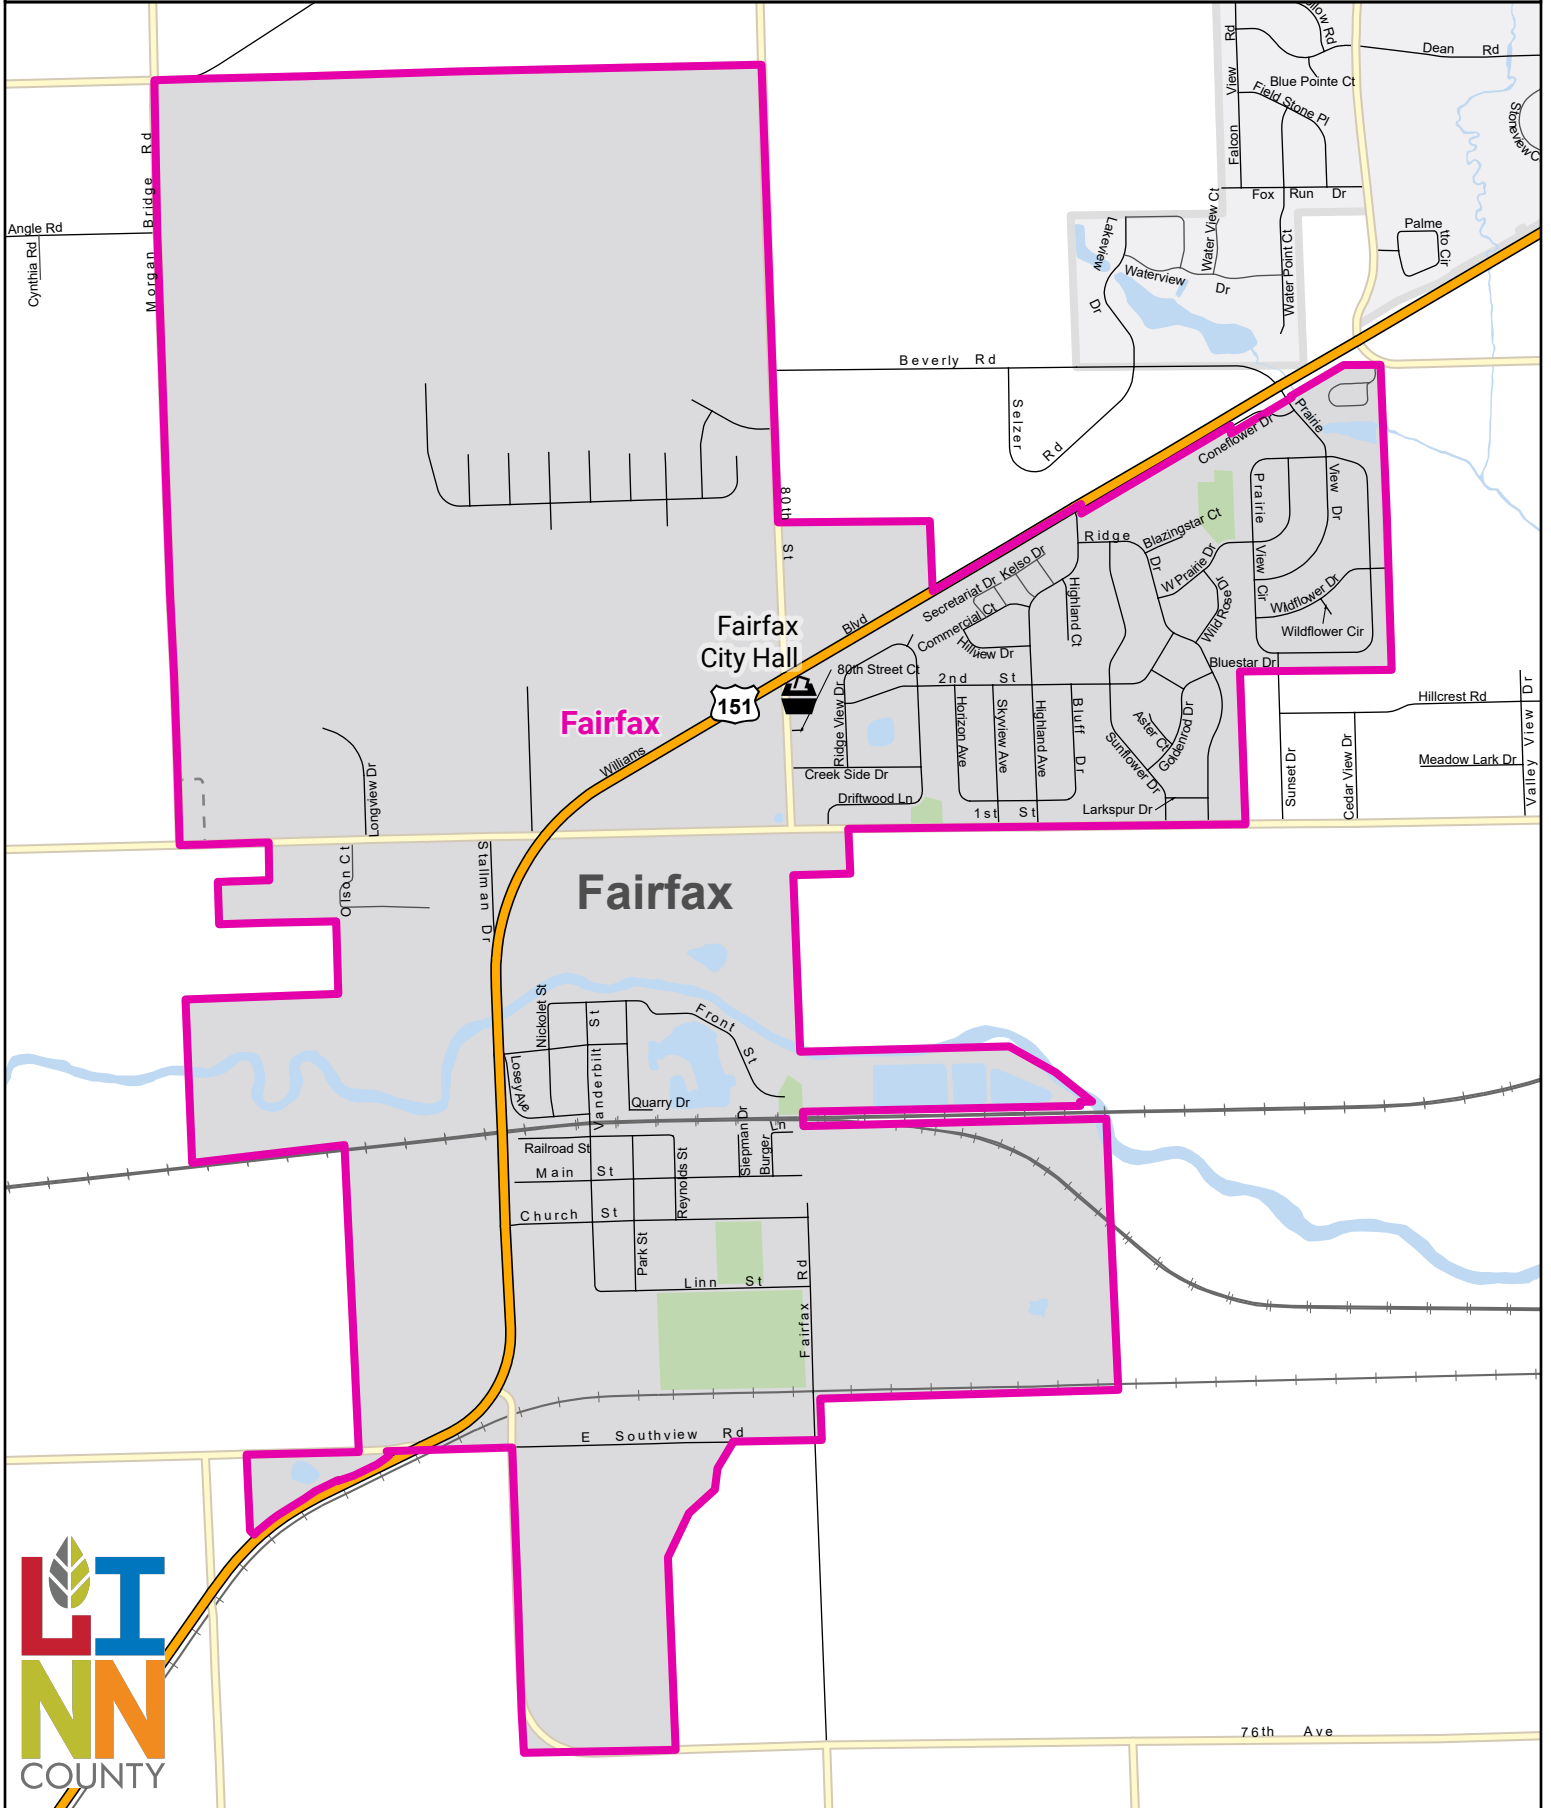 Rd
View
Falcon
llow Rd
Dean Rd
Blue Pointe Ct
Field Stone Pl
Stoneview C
Fox Run Dr
Morgan Bridge Rd
Angle Rd
Cynthia Rd
Lakeview Dr
Water View Ct
Waterview Dr
Water Point Ct
Palme
tto Cir
Beverly Rd
Selzer Rd
Prairie
View Dr
Coneflower Dr
80th St
Prairie View Cir
Ridge Dr
Blazingstar Ct
W Prairie Dr
Wild Rose Dr
Wildflower Dr
Wildflower Cir
Secretariat Dr
Kelso Dr
Commercial Ct
Hillview Dr
Highland Ct
Fairfax
City Hall
Blvd
80th Street Ct
151
Fairfax
Williams
2nd St
Bluestar Dr
Ridge View Dr
Horizon Ave
Skyview Ave
Highland Ave
Bluff Dr
Aster Ct
Goldenrod Dr
Sunflower Dr
Creek Side Dr
Driftwood Ln
1st St
Larkspur Dr
Sunset Dr
Cedar View Dr
Hillcrest Rd
Meadow Lark Dr
Valley View Dr
Longview Dr
Olson Ct
Stallman Dr
Fairfax
Nickolet St
Vanderbilt St
Front St
Losey Ave
Quarry Dr
Railroad St
Main St
Reynolds St
Siepman Dr
Burger Ln
Church St
Park St
Linn St
Fairfax Rd
E Southview Rd
76th Ave
LI
NN
COUNTY